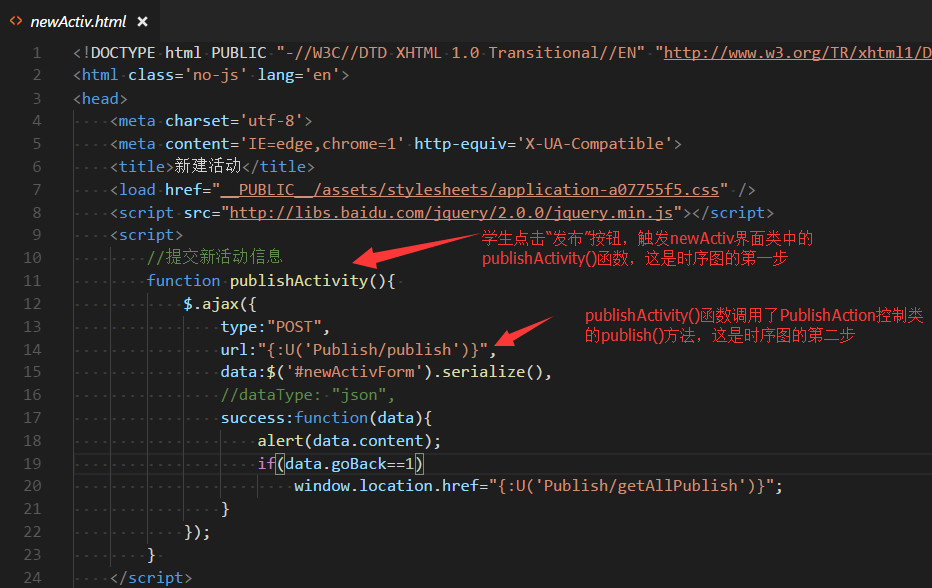 <> newActiv.html ×
1 <!DOCTYPE html PUBLIC "-//W3C//DTD XHTML 1.0 Transitional//EN" "http://www.w3.org/TR/xhtml1/D
2 <html class='no-js' lang='en'>
3 <head>
4 <meta charset='utf-8'>
5 <meta content='IE=edge,chrome=1' http-equiv='X-UA-Compatible'>
6 <title>新建活动</title>
7 <load href="__PUBLIC__/assets/stylesheets/application-a07755f5.css" />
8 <script src="http://libs.baidu.com/jquery/2.0.0/jquery.min.js"></script>
9 <script>
学生点击“发布”按钮，触发newActiv界面类中的
10 //提交新活动信息
publishActivity()函数，这是时序图的第一步
11 function publishActivity(){
12 $.ajax({
13 type:"POST",
publishActivity()函数调用了PublishAction控制类
的publish()方法，这是时序图的第二步
14 url:"{:U('Publish/publish')}",
15 data:$('#newActivForm').serialize(),
16 //dataType: "json",
17 success:function(data){
18 alert(data.content);
19 if(data.goBack==1)
20 window.location.href="{:U('Publish/getAllPublish')}";
21 }
22 });
23 }
24 </script>